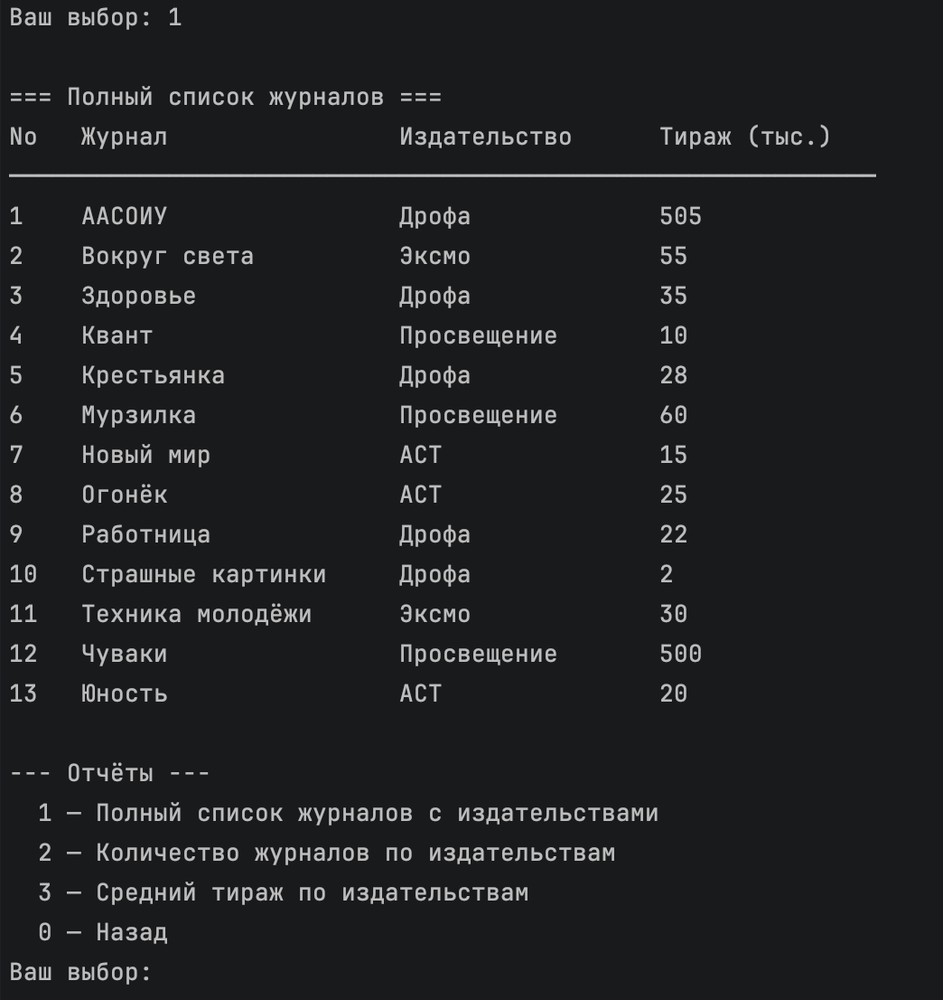 Ваш выбор: 1
=== Полный список журналов ===
No Журнал Издательство Тираж (тыс.)
1 ААСОИУ Дрофа 505
2 Вокруг света Эксмо 55
3 Здоровье Дрофа 35
4 Квант Просвещение 10
5 Крестьянка Дрофа 28
6 Мурзилка Просвещение 60
7 Новый мир АСТ 15
8 Огонёк АСТ 25
9 Работница Дрофа 22
10 Страшные картинки Дрофа 2
11 Техника молодёжи Эксмо 30
12 Чуваки Просвещение 500
13 Юность АСТ 20
--- Отчёты ---
1 — Полный список журналов с издательствами
2 — Количество журналов по издательствам
3 — Средний тираж по издательствам
0 — Назад
Ваш выбор: